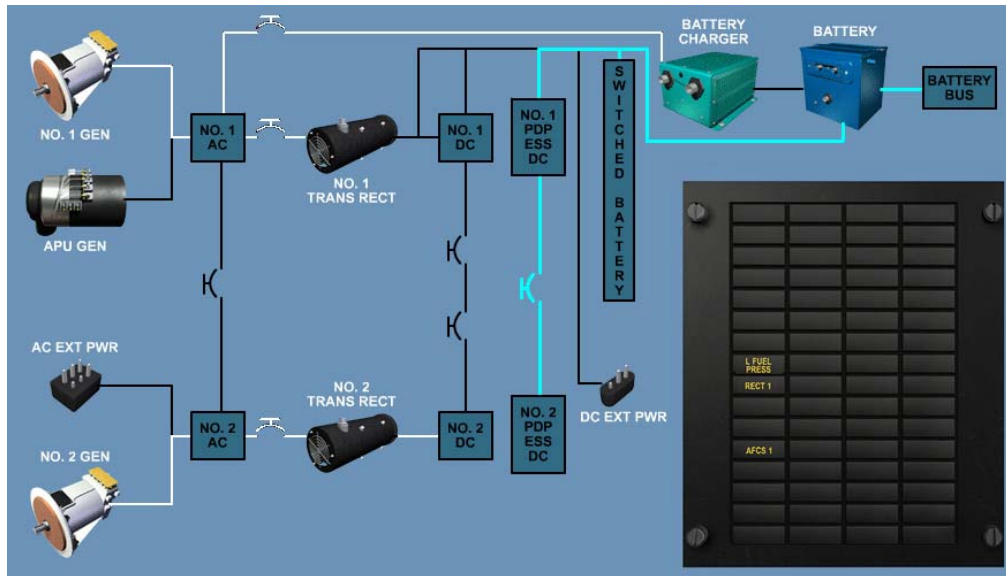 BATTERY
CHARGER
BATTERY
BATTERY
BUS
NO. 1 GEN
NO. 1
AC
NO. 1
TRANS RECT
NO. 1
DC
NO. 1
PDP
ESS
DC
SWITCHED BATTERY
APU GEN
AC EXT PWR
NO. 2
TRANS RECT
NO. 2
AC
NO. 2
DC
NO. 2
PDP
ESS
DC
DC EXT PWR
NO. 2 GEN
L FUEL
PRESS
RECT 1
AFCS 1